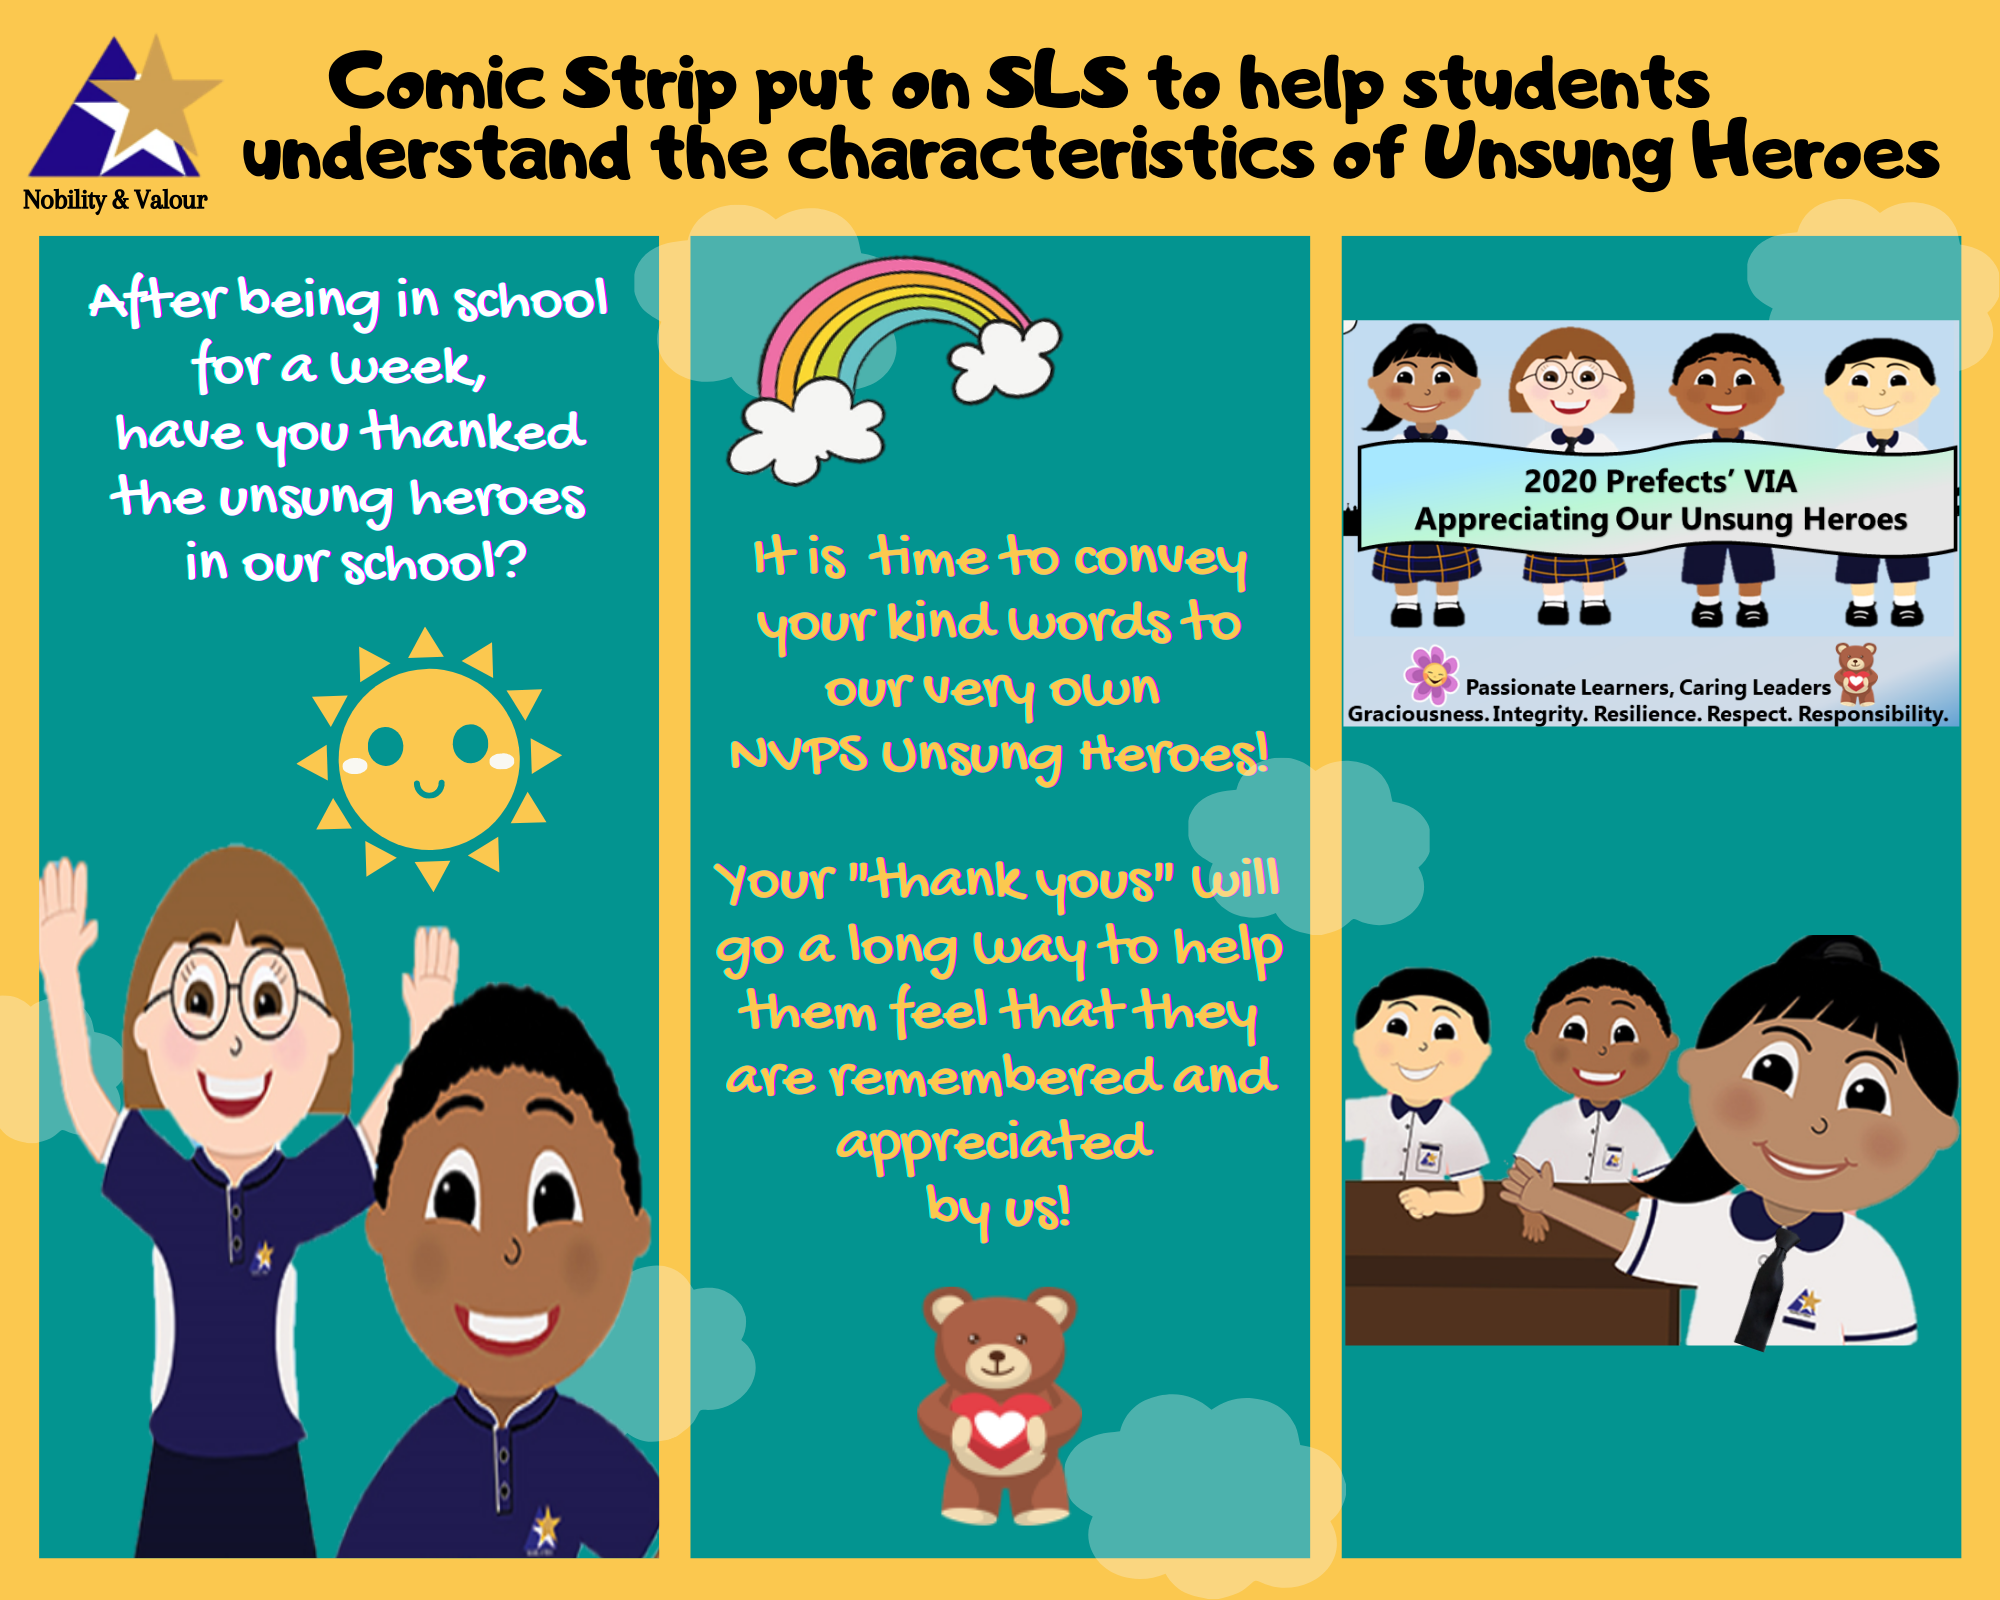 Comic Strip put on SLS to help students
understand the characteristics of Unsung Heroes
Nobility & Valour
After being in school
for a week,
have you thanked
the unsung heroes
in our school?
It is time to convey
your kind words to
our very own
NVPS Unsung Heroes!
Your "thank yous" will
go a long way to help
them feel that they
are remembered and
appreciated
by us!
2020 Prefects’ VIA
Appreciating Our Unsung Heroes
Passionate Learners, Caring Leaders
Graciousness. Integrity. Resilience. Respect. Responsibility.